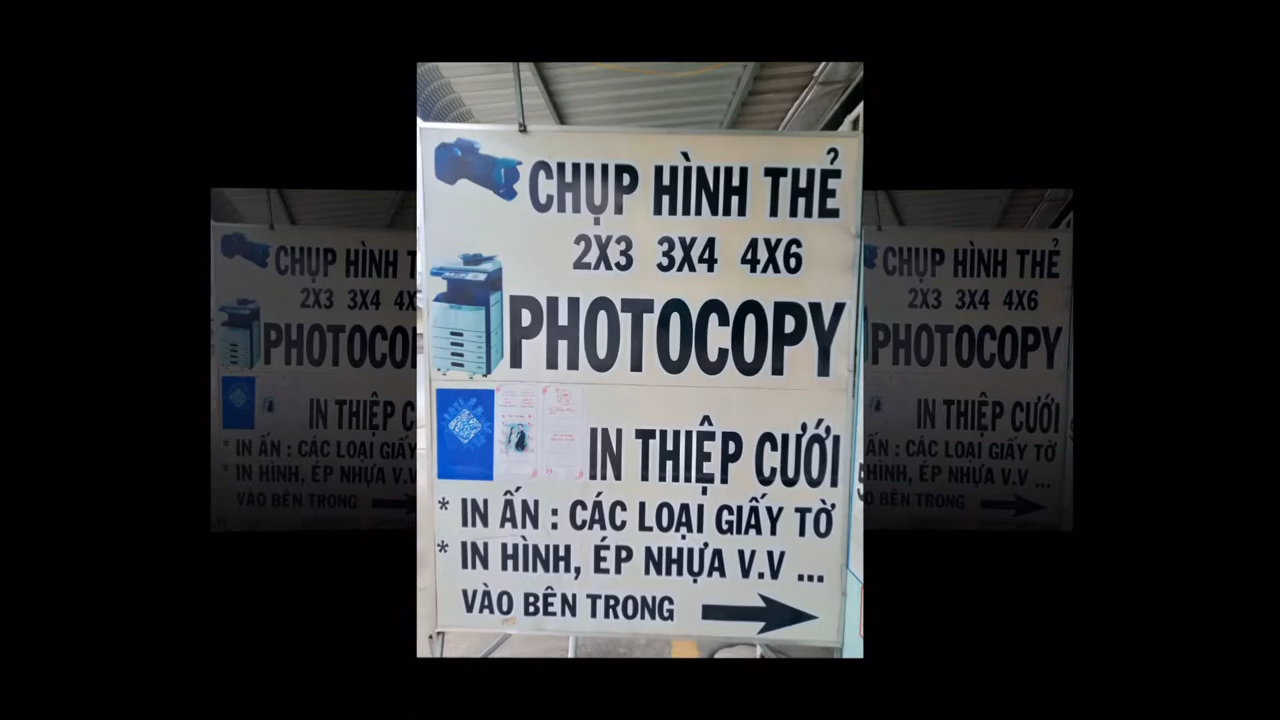 CHỤP HÌNH THẺ
2X3 3X4 4X6
PHOTOCOPY
IN THIỆP CƯỚI
* IN ẤN : CÁC LOẠI GIẤY TỜ
* IN HÌNH, ÉP NHỰA V.V ...
VÀO BÊN TRONG